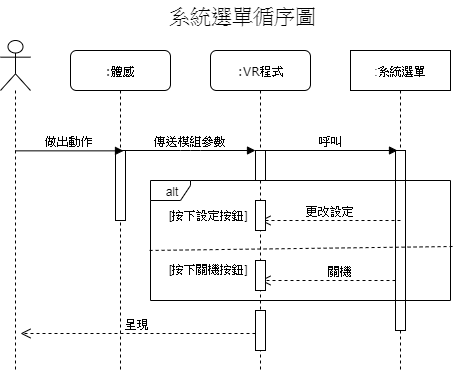 系統選單循序圖
:體感
:VR程式
:系統選單
做出動作
傳送模組參數
呼叫
alt
[按下設定按鈕]
更改設定
[按下關機按鈕]
關機
呈現